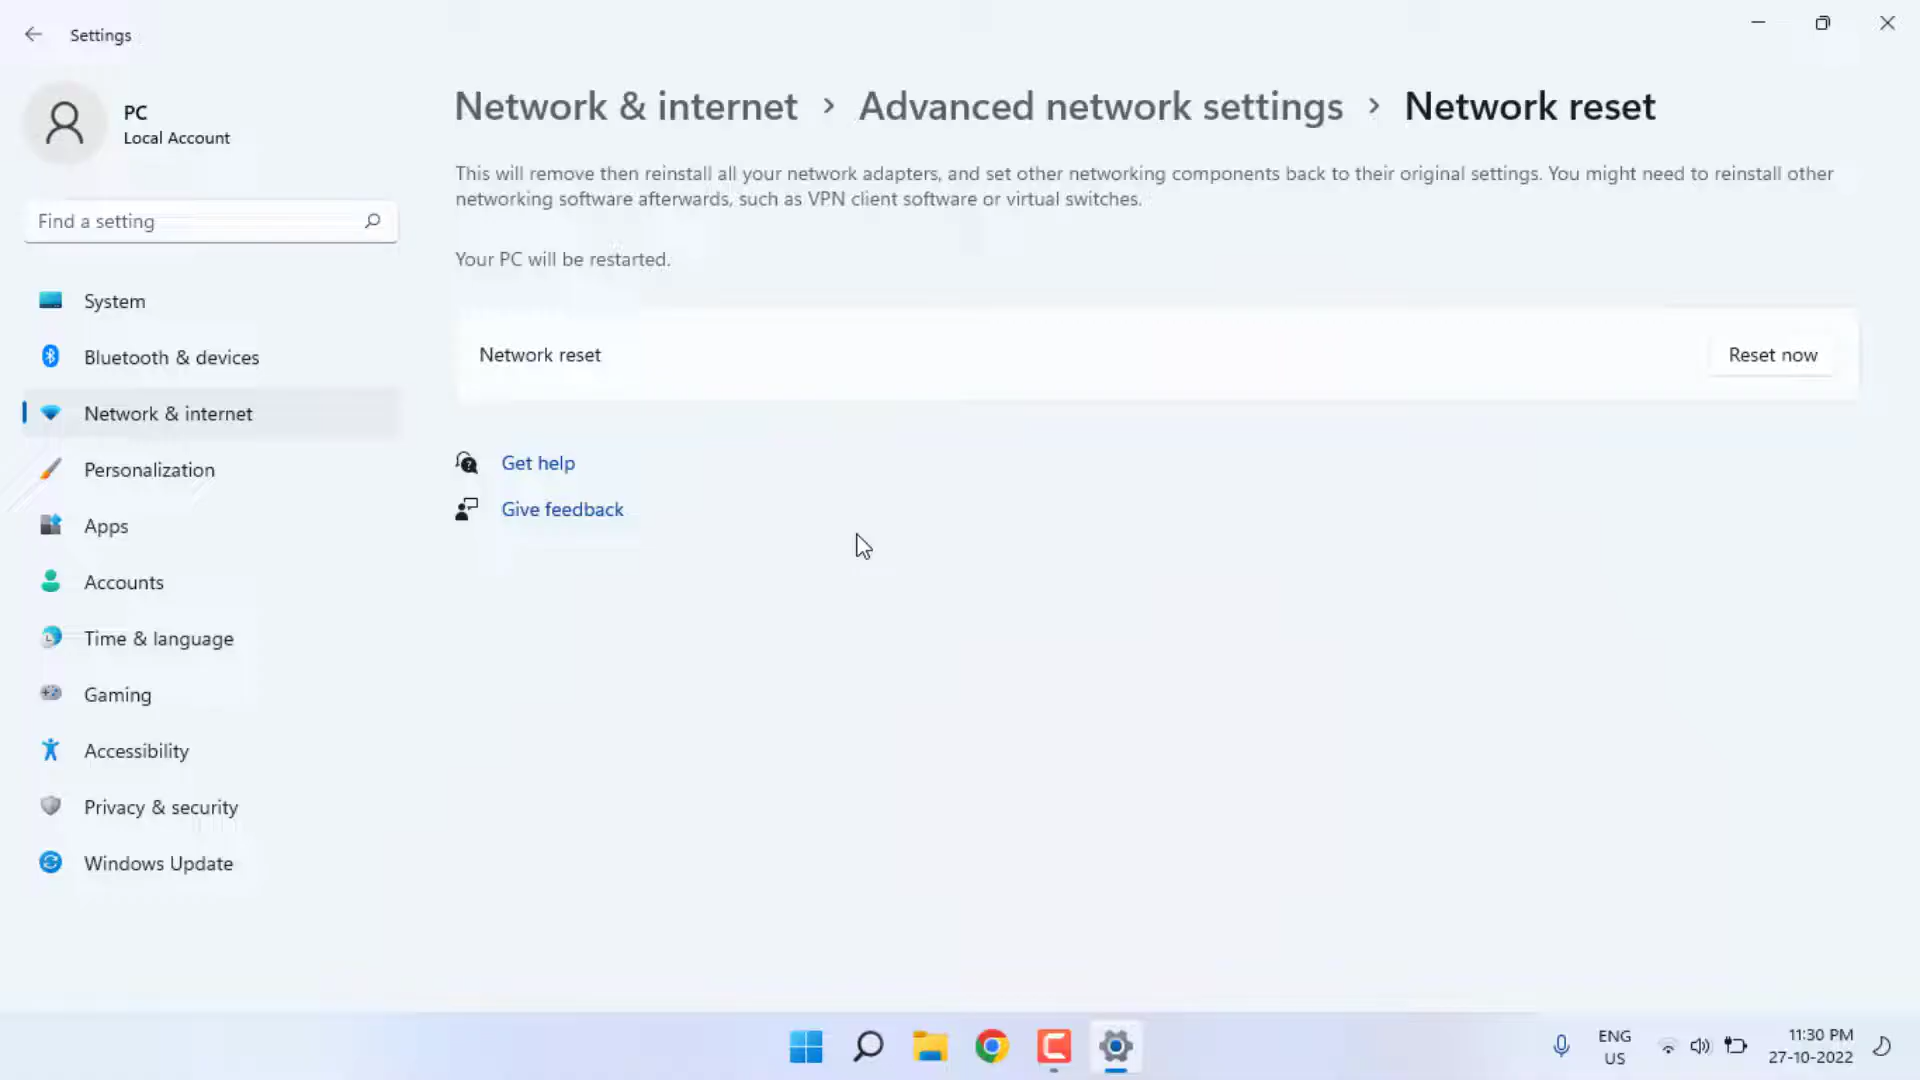 Settings
PC
Local Account
Find a setting
System
Bluetooth & devices
Network & internet
Personalization
Apps
Accounts
Time & language
Gaming
Accessibility
Privacy & security
Windows Update
Network & internet > Advanced network settings > Network reset
This will remove then reinstall all your network adapters, and set other networking components back to their original settings. You might need to reinstall other
networking software afterwards, such as VPN client software or virtual switches.
Your PC will be restarted.
Network reset
Reset now
Get help
Give feedback
ENG
US
11:30 PM
27-10-2022